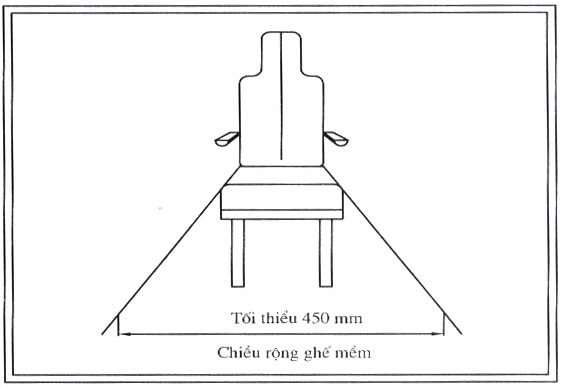 Tối thiểu 450 mm
Chiều rộng ghế mềm